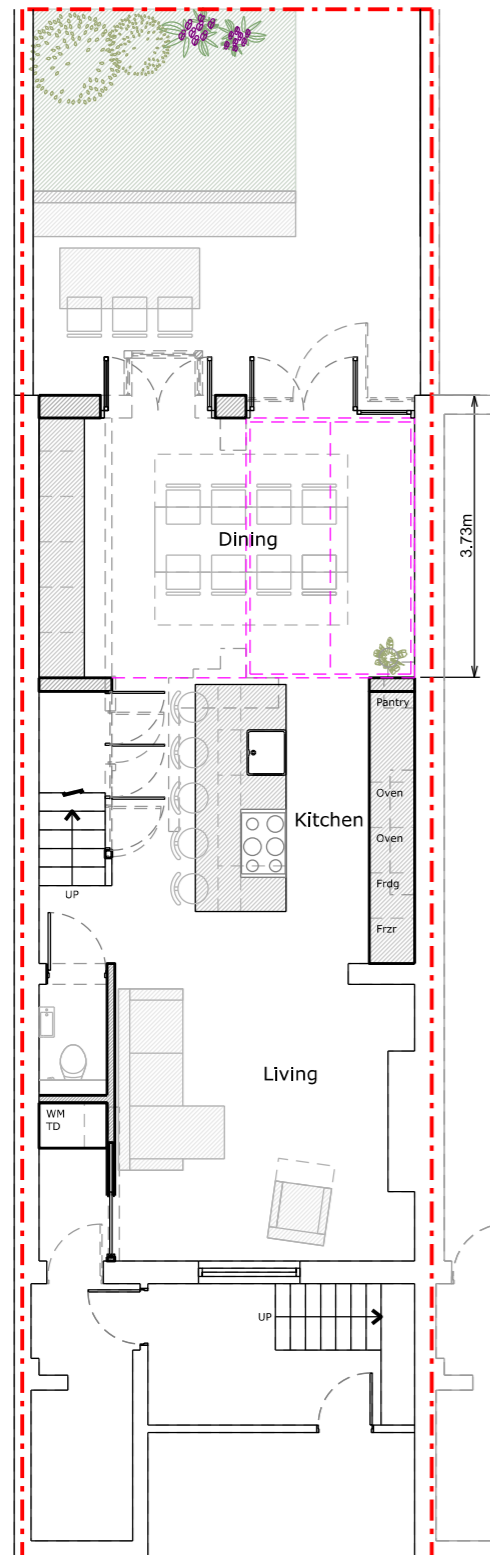 3.73m
Dining
Pantry
Oven
Kitchen
Oven
Frdg
UP
Frzr
Living
WM
TD
UP